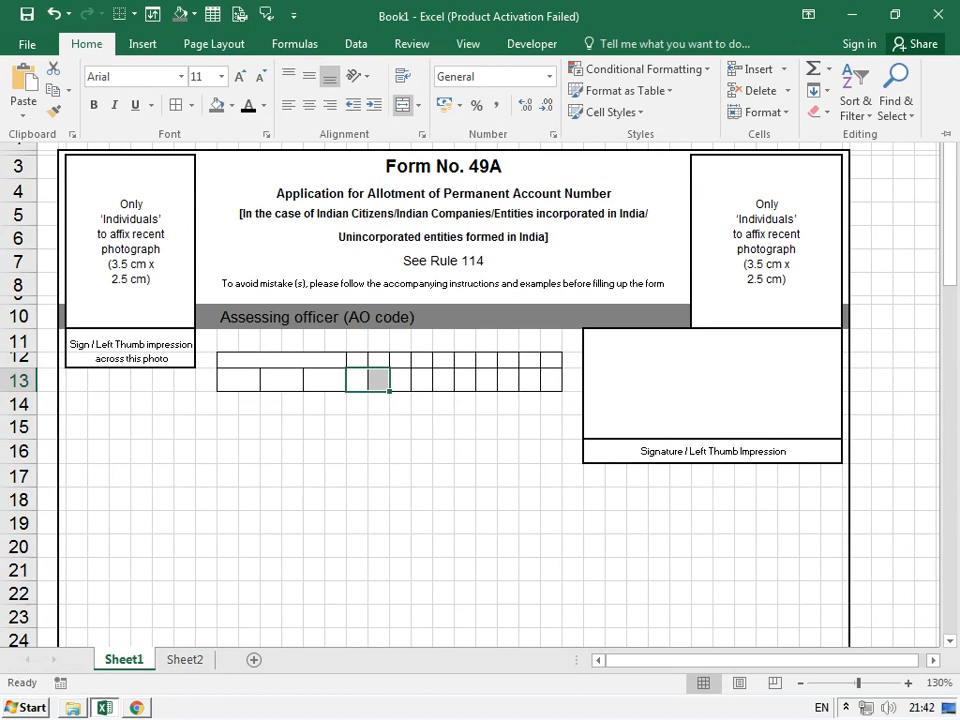 Book1 - Excel (Product Activation Failed)
File Home Insert Page Layout Formulas Data Review View Developer Tell me what you want to do... Sign in Share
Paste
Arial 11
B I U
General
% ,
Conditional Formatting
Format as Table
Cell Styles
Insert
Delete
Format
Sort & Filter
Find & Select
Clipboard Font Alignment Number Styles Cells Editing
3
4
5
6
7
8
9
10
11
12
13
14
15
16
17
18
19
20
21
22
23
24
Only
'Individuals'
to affix recent
photograph
(3.5 cm x
2.5 cm)
Form No. 49A
Application for Allotment of Permanent Account Number
[In the case of Indian Citizens/Indian Companies/Entities incorporated in India/
Unincorporated entities formed in India]
See Rule 114
To avoid mistake (s), please follow the accompanying instructions and examples before filling up the form
Only
'Individuals'
to affix recent
photograph
(3.5 cm x
2.5 cm)
Assessing officer (AO code)
Sign / Left Thumb impression
across this photo
Signature / Left Thumb Impression
Sheet1 Sheet2
Ready
130%
Start
EN
21:42